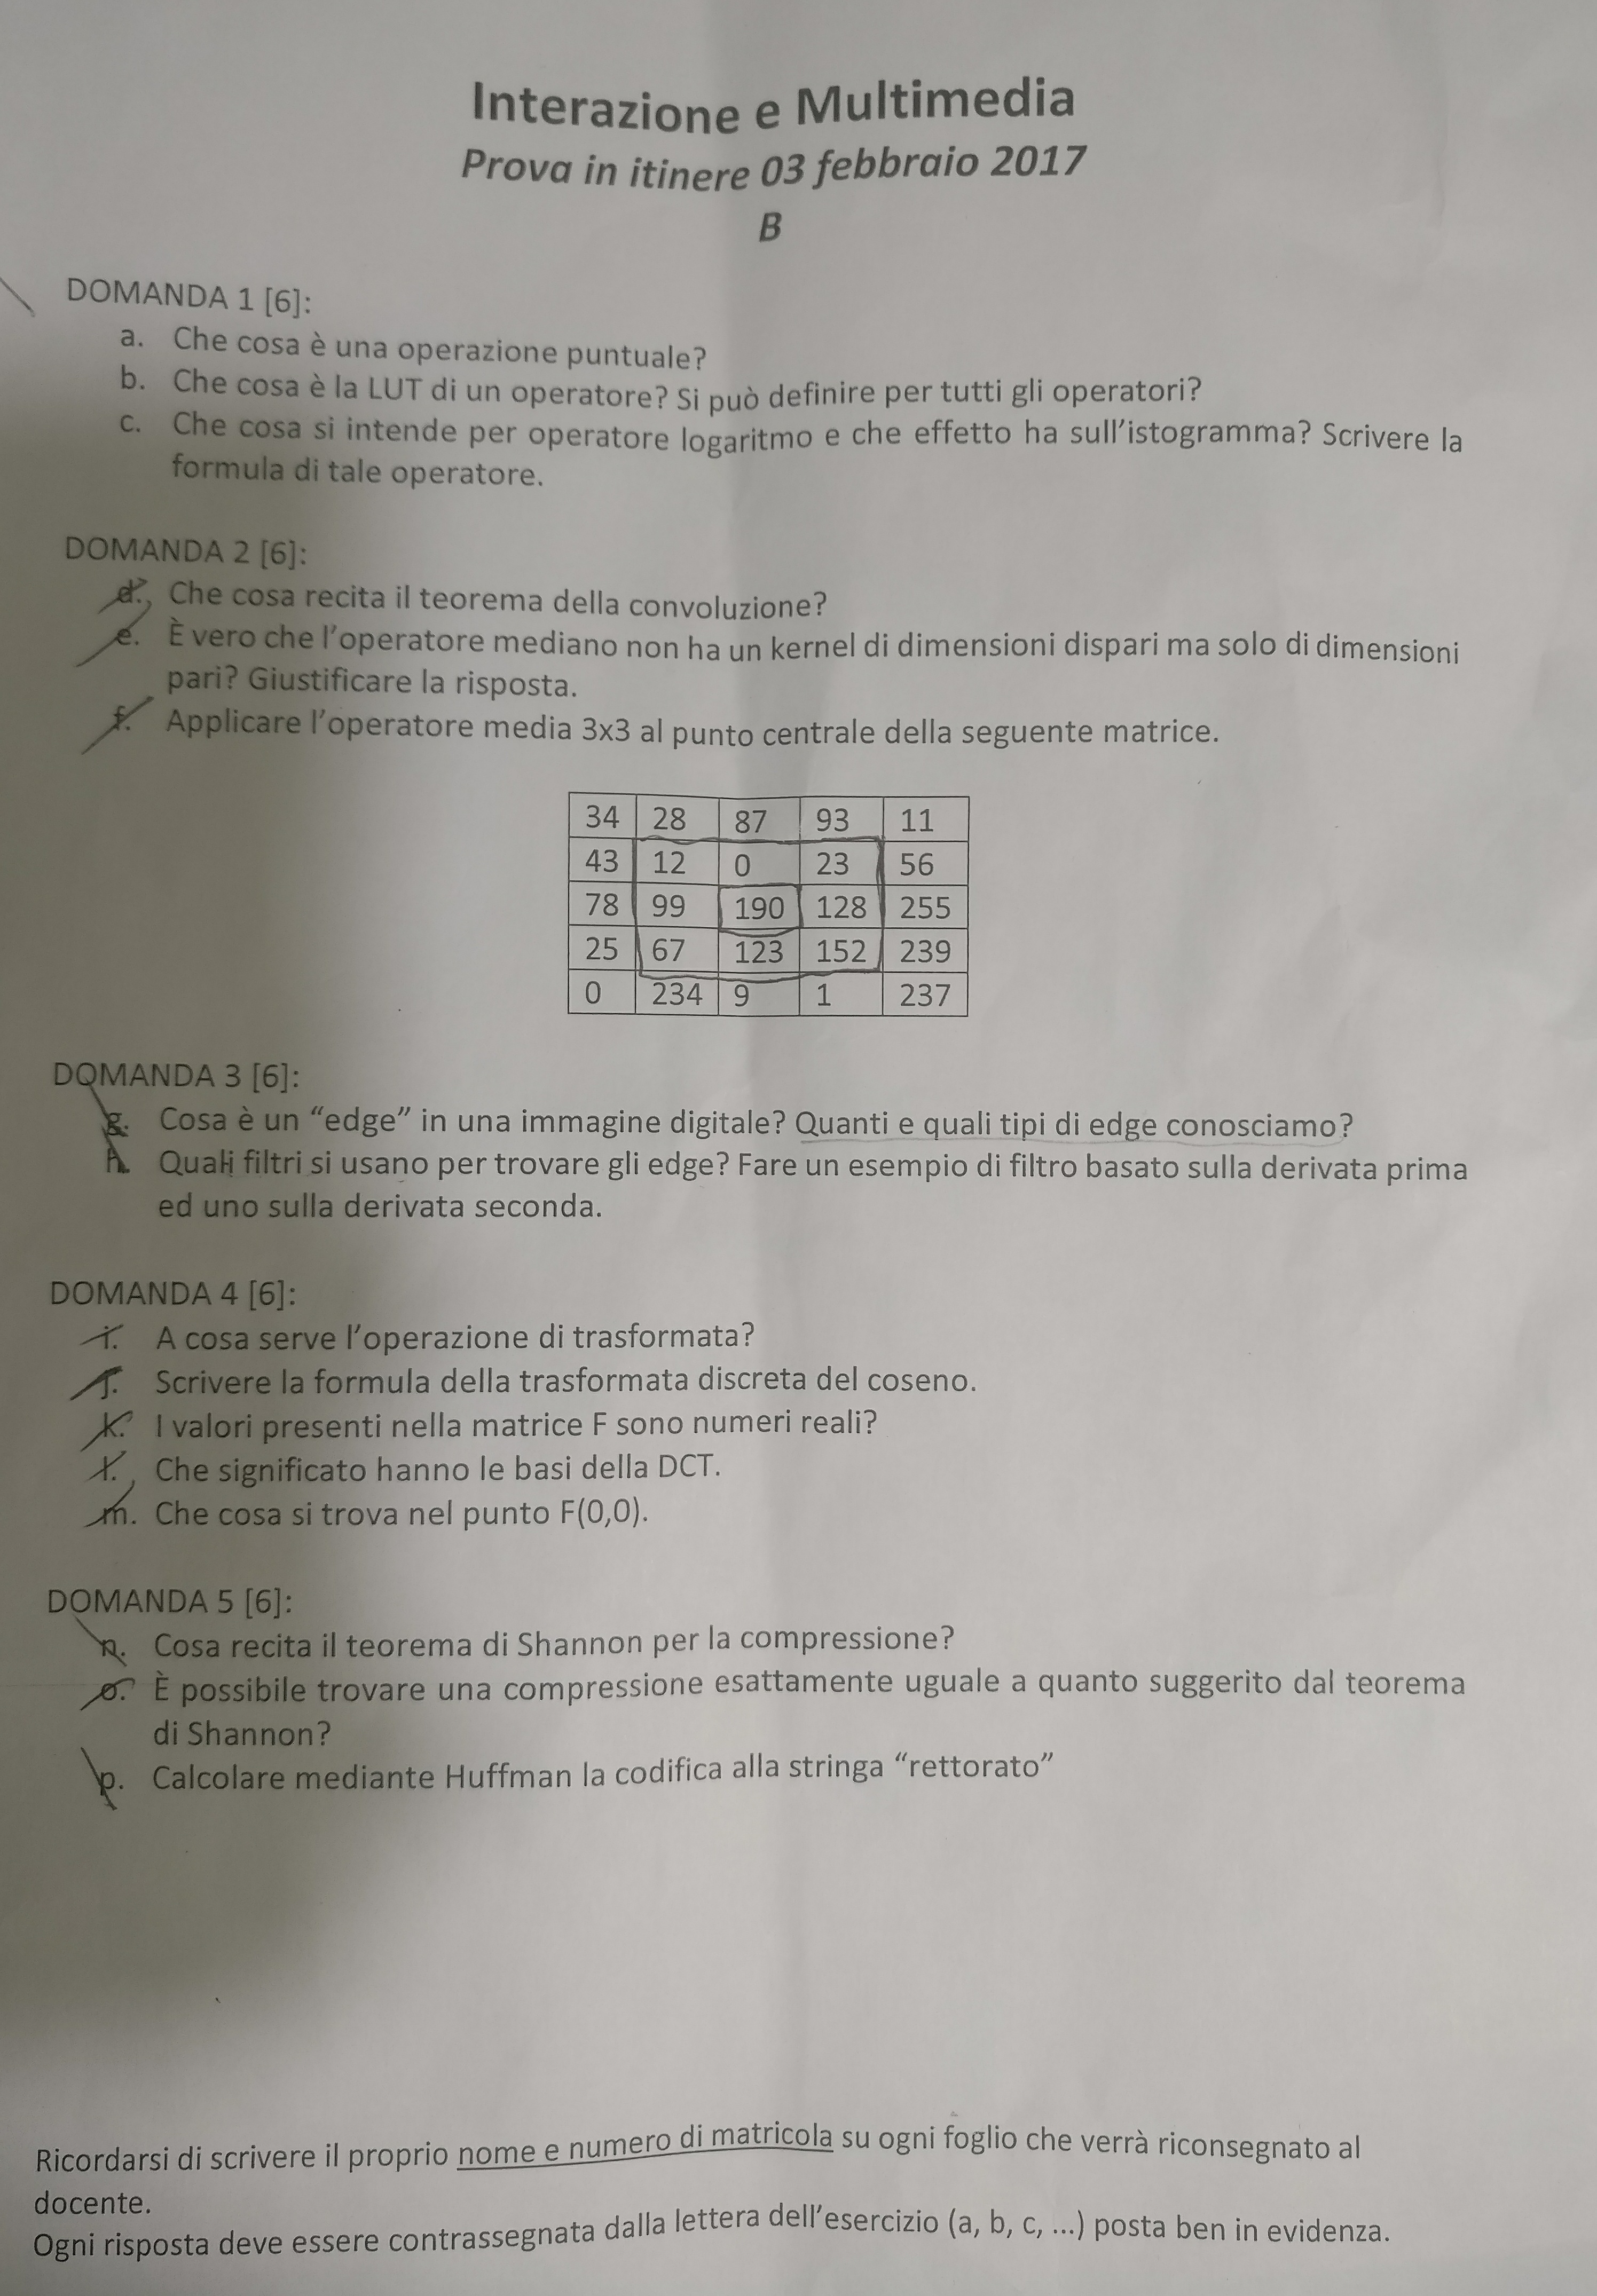 Interazione e Multimedia
Prova in itinere 03 febbraio 2017
B
DOMANDA 1 [6]:
a. Che cosa è una operazione puntuale?
b. Che cosa è la LUT di un operatore? Si può definire per tutti gli operatori?
c. Che cosa si intende per operatore logaritmo e che effetto ha sull'istogramma? Scrivere la
formula di tale operatore.
DOMANDA 2 [6]:
d. Che cosa recita il teorema della convoluzione?
e. È vero che l'operatore mediano non ha un kernel di dimensioni dispari ma solo di dimensioni
pari? Giustificare la risposta.
f. Applicare l'operatore media 3x3 al punto centrale della seguente matrice.
34 28 87 93 11
43 12 0 23 56
78 99 190 128 255
25 67 123 152 239
0 234 9 1 237
DOMANDA 3 [6]:
g. Cosa è un "edge" in una immagine digitale? Quanti e quali tipi di edge conosciamo?
h. Quali filtri si usano per trovare gli edge? Fare un esempio di filtro basato sulla derivata prima
ed uno sulla derivata seconda.
DOMANDA 4 [6]:
i. A cosa serve l'operazione di trasformata?
j. Scrivere la formula della trasformata discreta del coseno.
k. I valori presenti nella matrice F sono numeri reali?
l. Che significato hanno le basi della DCT.
m. Che cosa si trova nel punto F(0,0).
DOMANDA 5 [6]:
n. Cosa recita il teorema di Shannon per la compressione?
o. È possibile trovare una compressione esattamente uguale a quanto suggerito dal teorema
di Shannon?
p. Calcolare mediante Huffman la codifica alla stringa "rettorato"
Ricordarsi di scrivere il proprio nome e numero di matricola su ogni foglio che verrà riconsegnato al
docente.
Ogni risposta deve essere contrassegnata dalla lettera dell'esercizio (a, b, c, ...) posta ben in evidenza.